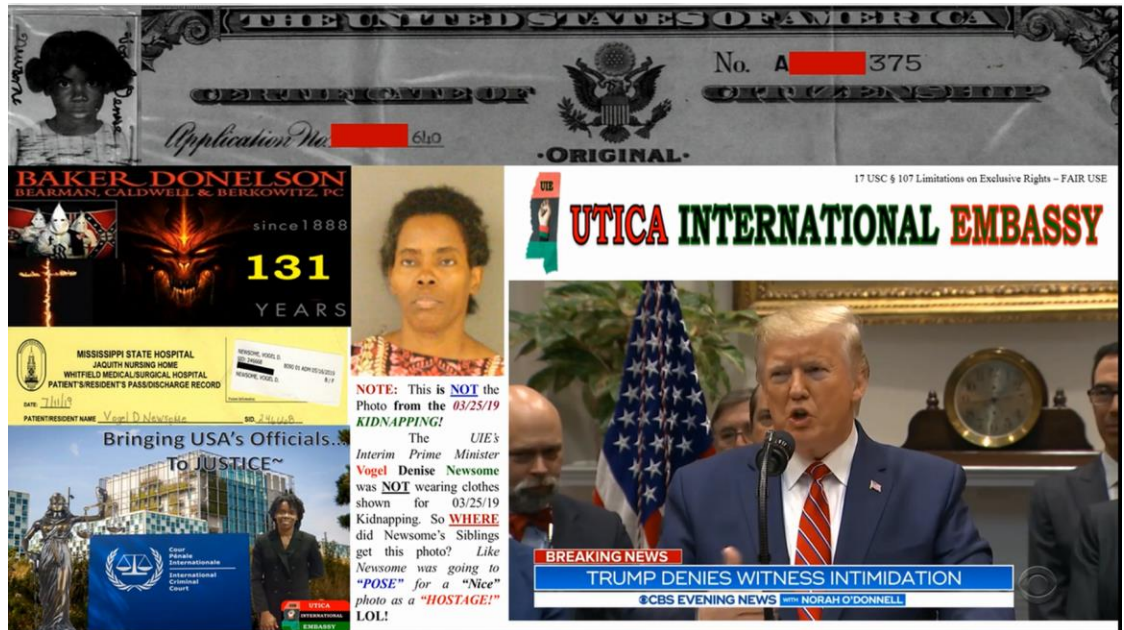 THE UNITED STATES OF AMERICA
No. A 375
CERTIFICATE OF CITIZENSHIP
Application No. 640
·ORIGINAL·
BAKER DONELSON
BEARMAN, CALDWELL & BERKOWITZ, PC
since 1888
131
YEARS
MISSISSIPPI STATE HOSPITAL
JAQUITH NURSING HOME
WHITFIELD MEDICAL/SURGICAL HOSPITAL
PATIENT'S/RESIDENT'S PASS/DISCHARGE RECORD
NEWSOME, VOGEL D.
NEWSOME, VOGEL D.
DATE: 7/11/19
PATIENT/RESIDENT NAME Vogel D Newsome SID
Bringing USA's Officials...
To JUSTICE~
Cour
Pénale
Internationale
International
Criminal
Court
UIE
UTICA
INTERNATIONAL
EMBASSY
NOTE: This is NOT the
Photo from the 03/25/19
KIDNAPPING!
The UIE's
Interim Prime Minister
Vogel Denise Newsome
was NOT wearing clothes
shown for 03/25/19
Kidnapping. So WHERE
did Newsome's Siblings
get this photo? Like
Newsome was going to
"POSE" for a "Nice"
photo as a "HOSTAGE!"
LOL!
17 USC § 107 Limitations on Exclusive Rights – FAIR USE
UIE
UTICA INTERNATIONAL EMBASSY
BREAKING NEWS
TRUMP DENIES WITNESS INTIMIDATION
CBS EVENING NEWS WITH NORAH O'DONNELL